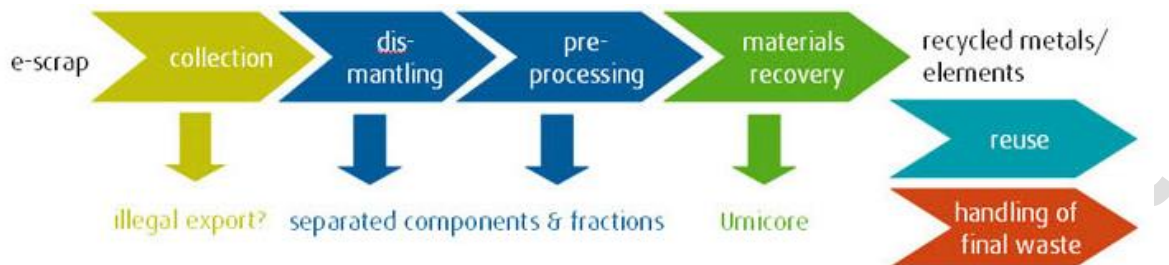 e-scrap
collection
dis-
mantling
pre-
processing
materials
recovery
recycled metals/
elements
reuse
handling of
final waste
illegal export?
separated components & fractions
Umicore